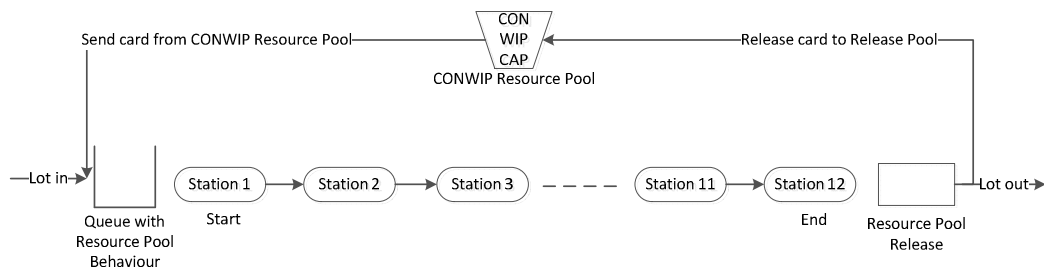 CON
WIP
CAP
Send card from CONWIP Resource Pool
Release card to Release Pool
CONWIP Resource Pool
Lot in
Station 1
Station 2
Station 3
Station 11
Station 12
Lot out
Queue with
Resource Pool
Behaviour
Start
End
Resource Pool
Release